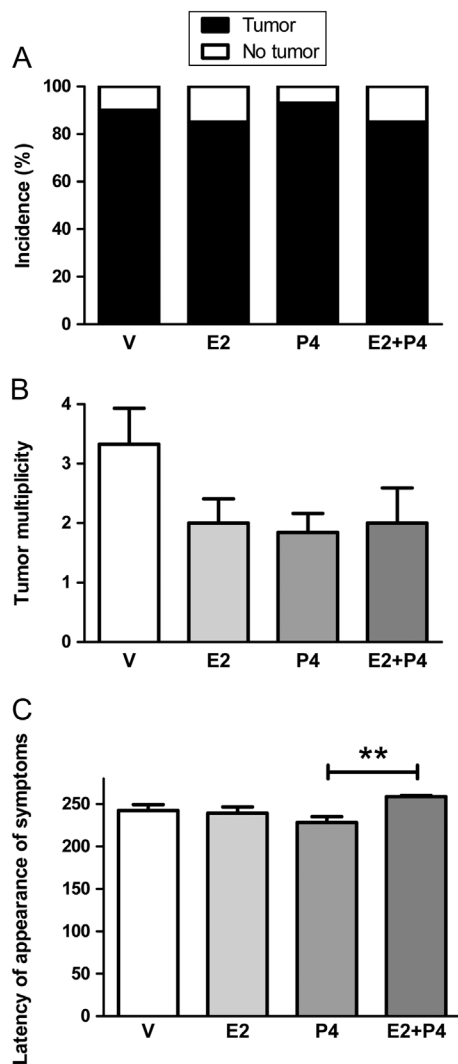 Tumor
No tumor
A
Incidence (%)
100
80
60
40
20
0
V E2 P4 E2+P4
B
Tumor multiplicity
4
3
2
1
0
V E2 P4 E2+P4
C
Latency of appearance of symptoms
**
250
200
150
100
50
0
V E2 P4 E2+P4